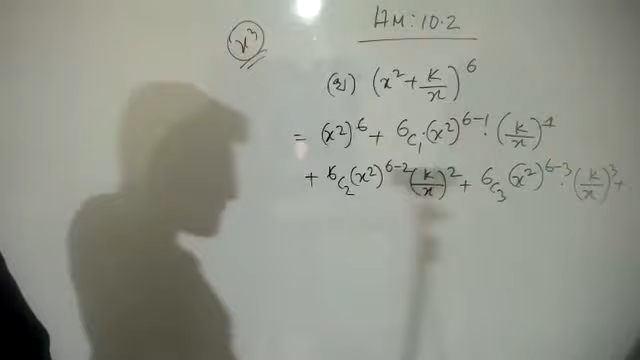 HM: 10.2
x³
(ঘ) (x² + k/x)⁶
= (x²)⁶ + ⁶C₁ · (x²)⁶⁻¹ · (k/x)¹
+ ⁶C₂ (x²)⁶⁻² (k/x)² + ⁶C₃ (x²)⁶⁻³ · (k/x)³ +